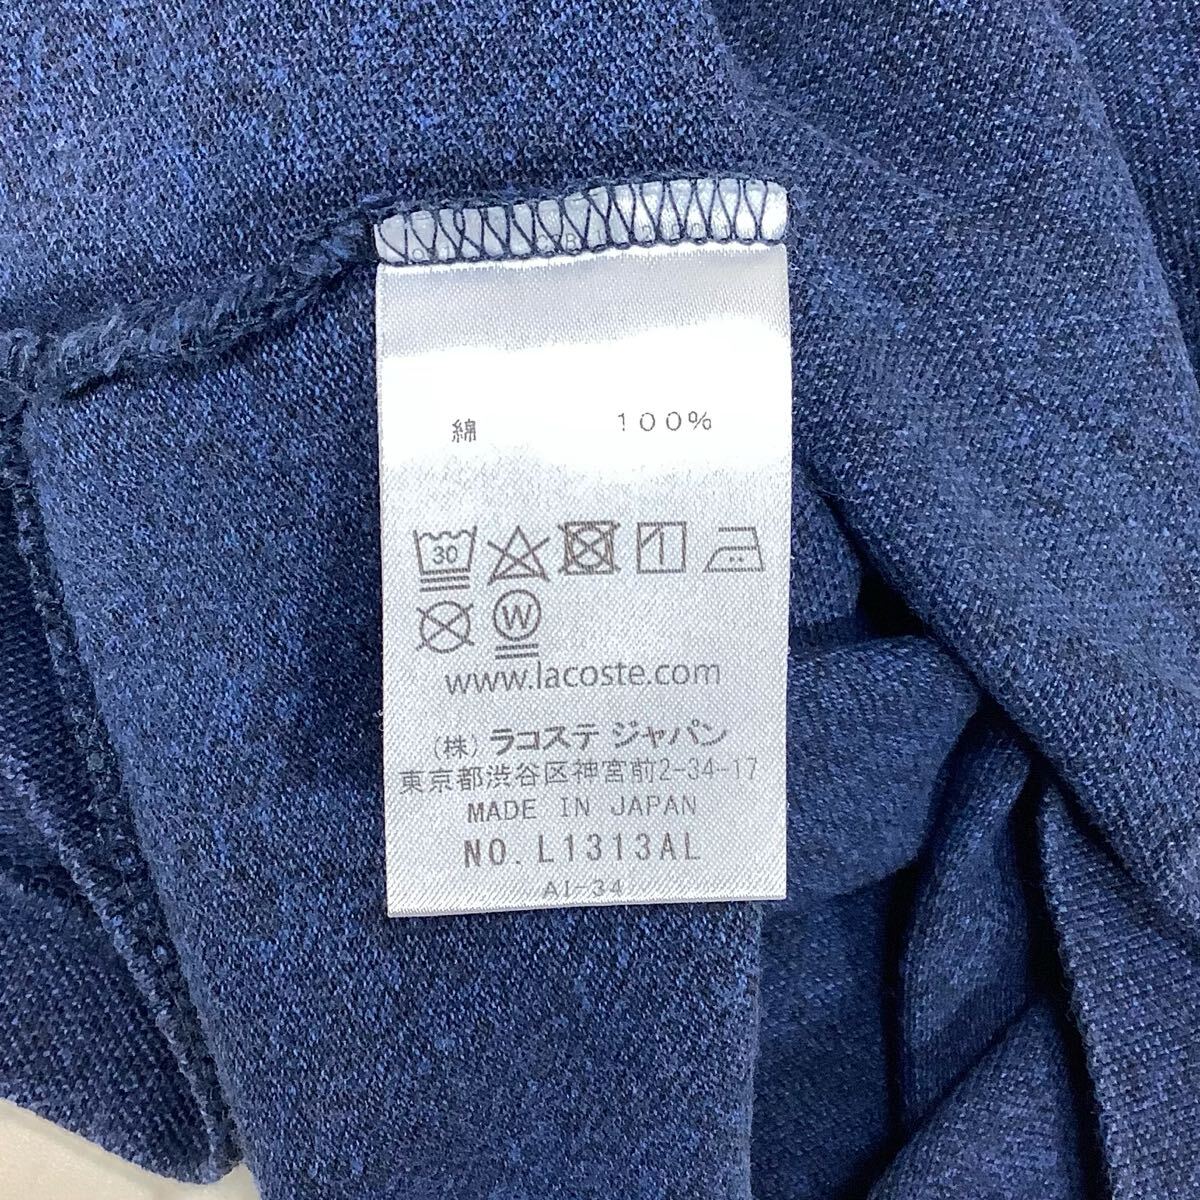 綿 100%
30
W
www.lacoste.com
(株) ラコステ ジャパン
東京都渋谷区神宮前2-34-17
MADE IN JAPAN
NO. L1313AL
AI-34